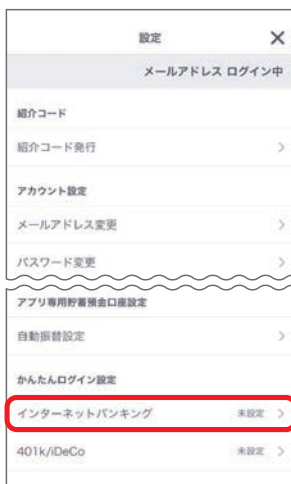 設定 ×
メールアドレス ログイン中
紹介コード
紹介コード発行 >
アカウント設定
メールアドレス変更 >
パスワード変更 >
アプリ専用貯蓄預金口座設定
自動振替設定 >
かんたんログイン設定
インターネットバンキング 未設定 >
401k/iDeCo 未設定 >